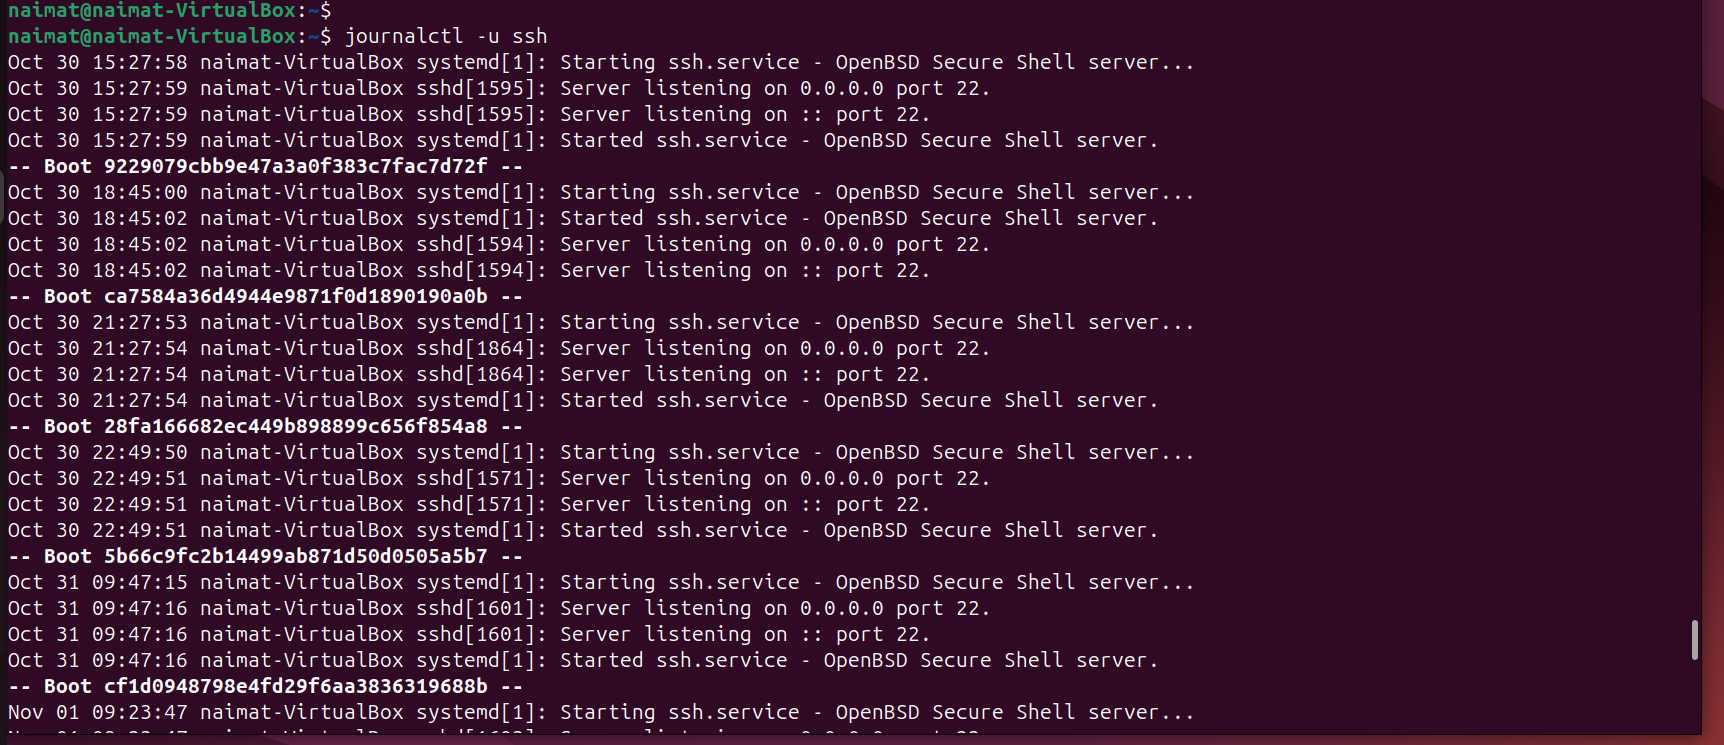 naimat@naimat-VirtualBox:~$
naimat@naimat-VirtualBox:~$ journalctl -u ssh
Oct 30 15:27:58 naimat-VirtualBox systemd[1]: Starting ssh.service - OpenBSD Secure Shell server...
Oct 30 15:27:59 naimat-VirtualBox sshd[1595]: Server listening on 0.0.0.0 port 22.
Oct 30 15:27:59 naimat-VirtualBox sshd[1595]: Server listening on :: port 22.
Oct 30 15:27:59 naimat-VirtualBox systemd[1]: Started ssh.service - OpenBSD Secure Shell server.
-- Boot 9229079cbb9e47a3a0f383c7fac7d72f --
Oct 30 18:45:00 naimat-VirtualBox systemd[1]: Starting ssh.service - OpenBSD Secure Shell server...
Oct 30 18:45:02 naimat-VirtualBox systemd[1]: Started ssh.service - OpenBSD Secure Shell server.
Oct 30 18:45:02 naimat-VirtualBox sshd[1594]: Server listening on 0.0.0.0 port 22.
Oct 30 18:45:02 naimat-VirtualBox sshd[1594]: Server listening on :: port 22.
-- Boot ca7584a36d4944e9871f0d1890190a0b --
Oct 30 21:27:53 naimat-VirtualBox systemd[1]: Starting ssh.service - OpenBSD Secure Shell server...
Oct 30 21:27:54 naimat-VirtualBox sshd[1864]: Server listening on 0.0.0.0 port 22.
Oct 30 21:27:54 naimat-VirtualBox sshd[1864]: Server listening on :: port 22.
Oct 30 21:27:54 naimat-VirtualBox systemd[1]: Started ssh.service - OpenBSD Secure Shell server.
-- Boot 28fa166682ec449b898899c656f854a8 --
Oct 30 22:49:50 naimat-VirtualBox systemd[1]: Starting ssh.service - OpenBSD Secure Shell server...
Oct 30 22:49:51 naimat-VirtualBox sshd[1571]: Server listening on 0.0.0.0 port 22.
Oct 30 22:49:51 naimat-VirtualBox sshd[1571]: Server listening on :: port 22.
Oct 30 22:49:51 naimat-VirtualBox systemd[1]: Started ssh.service - OpenBSD Secure Shell server.
-- Boot 5b66c9fc2b14499ab871d50d0505a5b7 --
Oct 31 09:47:15 naimat-VirtualBox systemd[1]: Starting ssh.service - OpenBSD Secure Shell server...
Oct 31 09:47:16 naimat-VirtualBox sshd[1601]: Server listening on 0.0.0.0 port 22.
Oct 31 09:47:16 naimat-VirtualBox sshd[1601]: Server listening on :: port 22.
Oct 31 09:47:16 naimat-VirtualBox systemd[1]: Started ssh.service - OpenBSD Secure Shell server.
-- Boot cf1d0948798e4fd29f6aa3836319688b --
Nov 01 09:23:47 naimat-VirtualBox systemd[1]: Starting ssh.service - OpenBSD Secure Shell server...